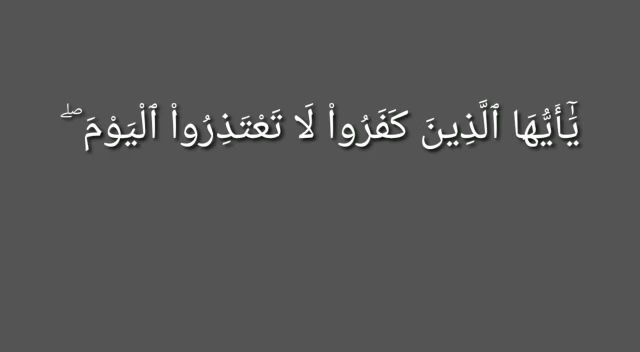 يَٰٓأَيُّهَا ٱلَّذِينَ كَفَرُوا۟ لَا تَعْتَذِرُوا۟ ٱلْيَوْمَ ۖ